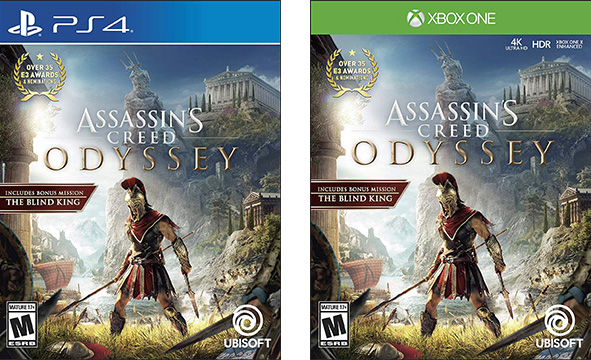 PS4
OVER 35
E3 AWARDS
& NOMINATIONS
ASSASSIN'S
CREED
ODYSSEY
INCLUDES BONUS MISSION
THE BLIND KING
MATURE 17+
M
ESRB
UBISOFT
XBOX ONE
4K
ULTRA HD
HDR
XBOX ONE X
ENHANCED
OVER 35
E3 AWARDS
& NOMINATIONS
ASSASSIN'S
CREED
ODYSSEY
INCLUDES BONUS MISSION
THE BLIND KING
MATURE 17+
M
ESRB
UBISOFT